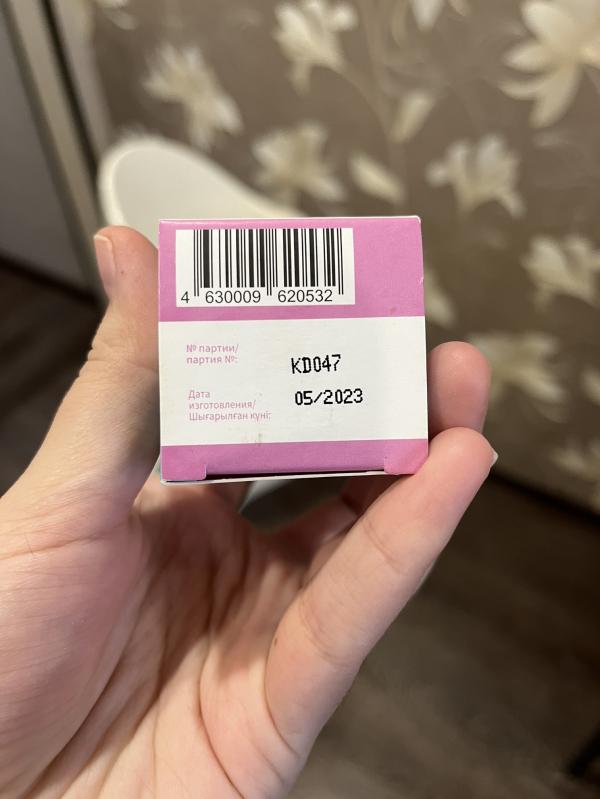 4 630009 620532
№ партии/
партия №:
KD047
Дата
изготовления/
Шығарылған күні:
05/2023